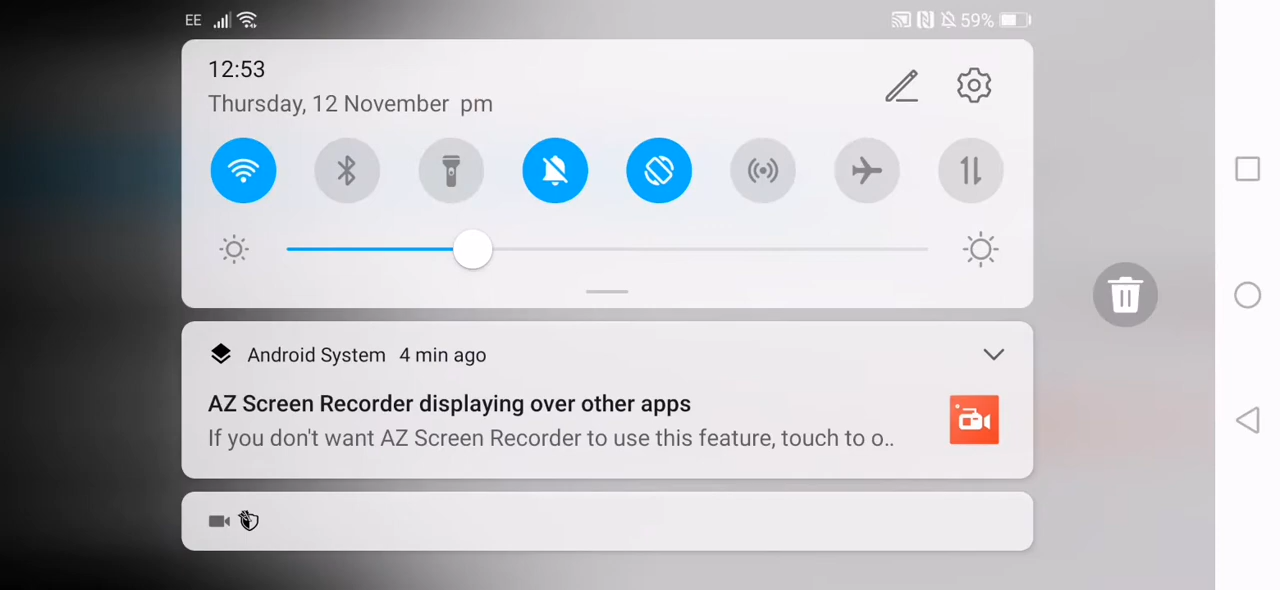 EE 59%
12:53
Thursday, 12 November pm
Android System 4 min ago
AZ Screen Recorder displaying over other apps
If you don't want AZ Screen Recorder to use this feature, touch to o..